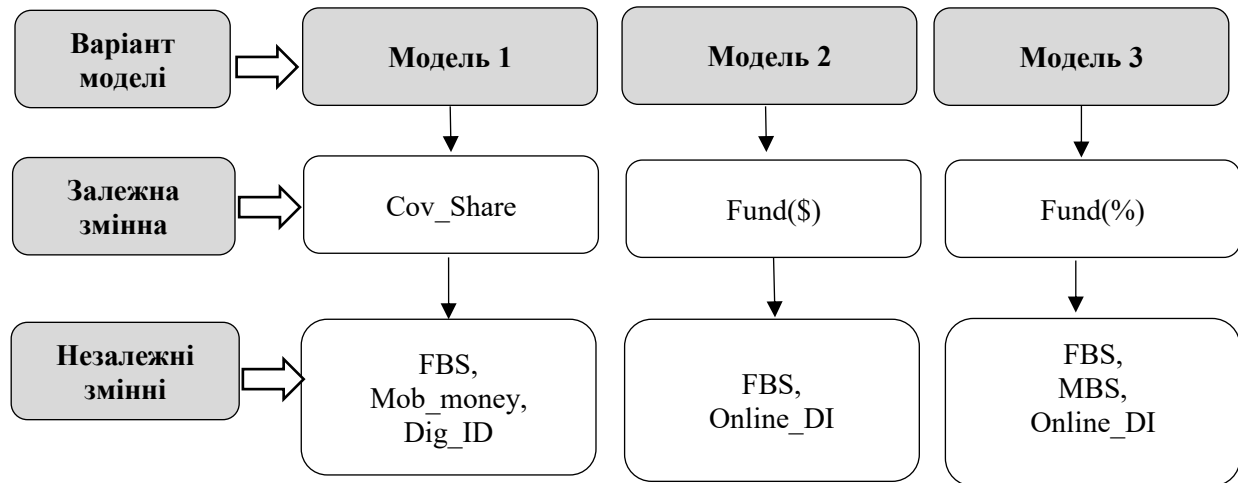 Варіант
моделі
Модель 1
Модель 2
Модель 3
Залежна
змінна
Cov_Share
Fund($)
Fund(%)
Незалежні
змінні
FBS,
Mob_money,
Dig_ID
FBS,
Online_DI
FBS,
MBS,
Online_DI